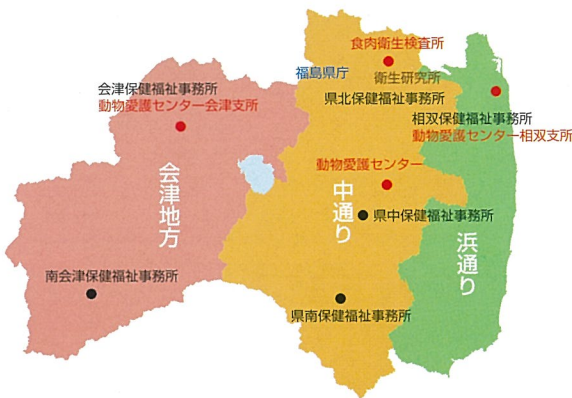 食肉衛生検査所
福島県庁
衛生研究所
会津保健福祉事務所
動物愛護センター会津支所
県北保健福祉事務所
相双保健福祉事務所
動物愛護センター相双支所
動物愛護センター
会津地方
中通り
県中保健福祉事務所
浜通り
南会津保健福祉事務所
県南保健福祉事務所